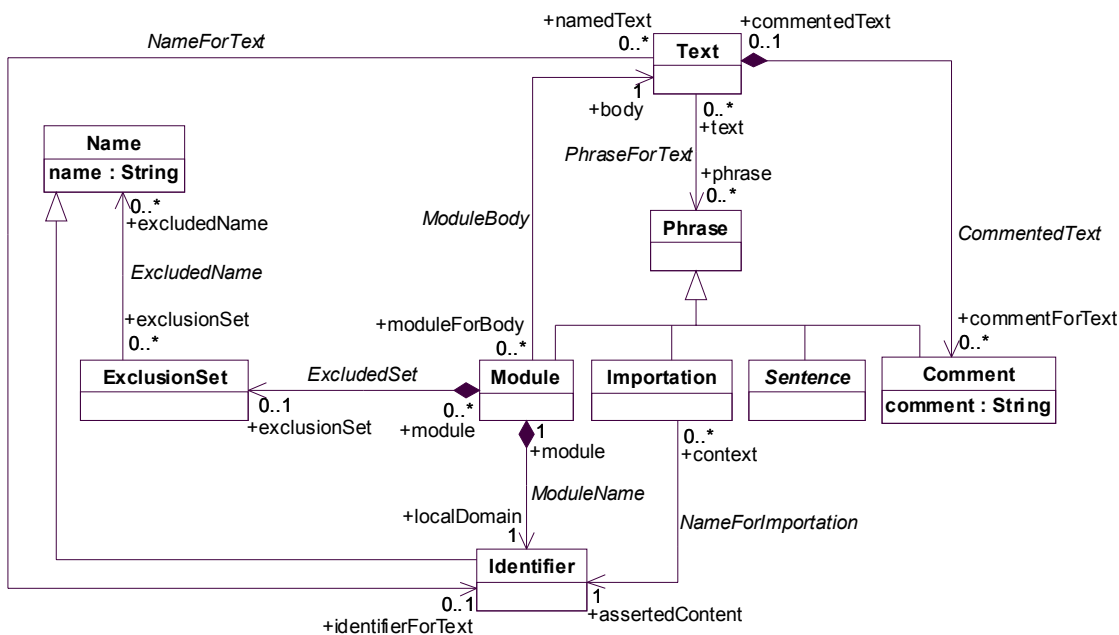 +namedText
+commentedText
NameForText
0..*
0..1
Text
1
+body
0..*
+text
Name
name : String
PhraseForText
+phrase
0..*
0..*
+excludedName
ModuleBody
Phrase
CommentedText
ExcludedName
+exclusionSet
0..*
+moduleForBody
0..*
+commentForText
0..*
ExclusionSet
ExcludedSet
Module
Importation
Sentence
Comment
comment : String
0..1
+exclusionSet
0..*
+module
1
+module
0..*
+context
ModuleName
+localDomain
1
NameForImportation
Identifier
0..1
+identifierForText
1
+assertedContent